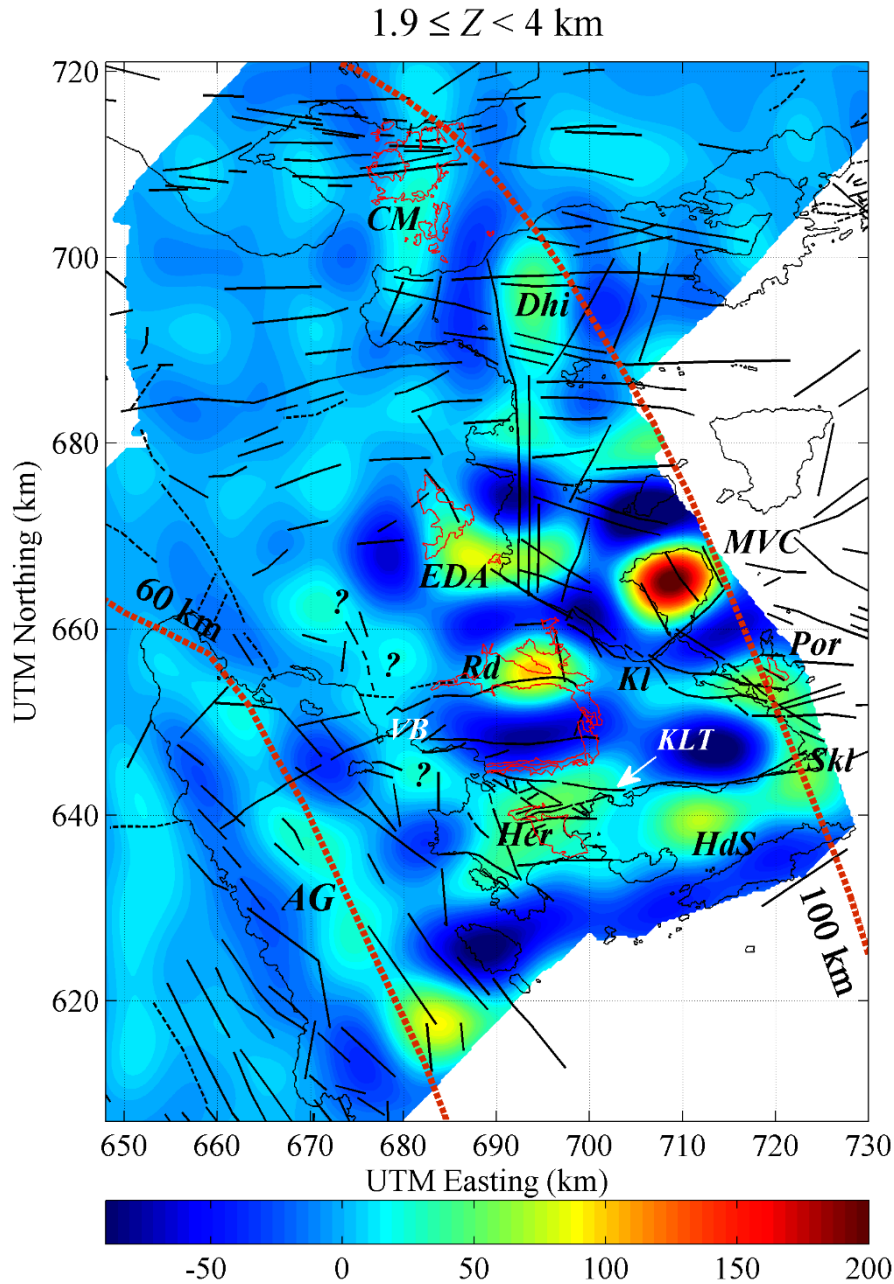 1.9 ≤ Z < 4 km
720
CM
700
Dhi
680
MVC
EDA
60 km
?
660
?
Por
Rd
Kl
VB
KLT
?
Skl
640
Her
HdS
AG
100 km
620
UTM Northing (km)
650 660 670 680 690 700 710 720 730
UTM Easting (km)
-50 0 50 100 150 200